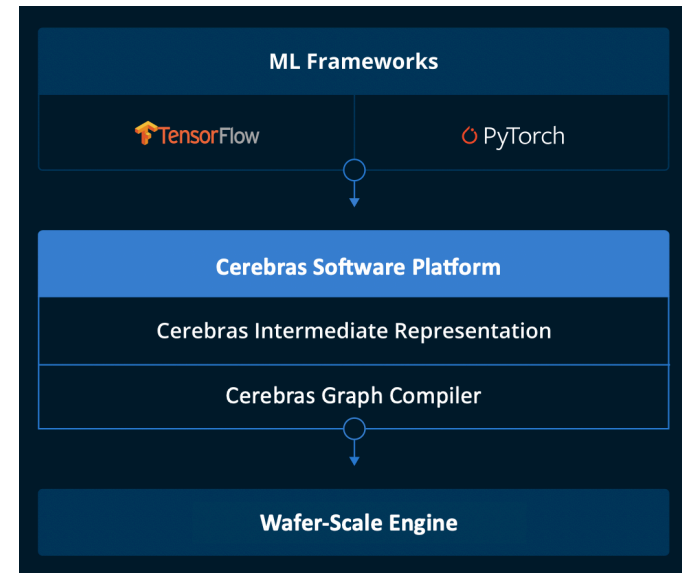 ML Frameworks
TensorFlow
PyTorch
Cerebras Software Platform
Cerebras Intermediate Representation
Cerebras Graph Compiler
Wafer-Scale Engine